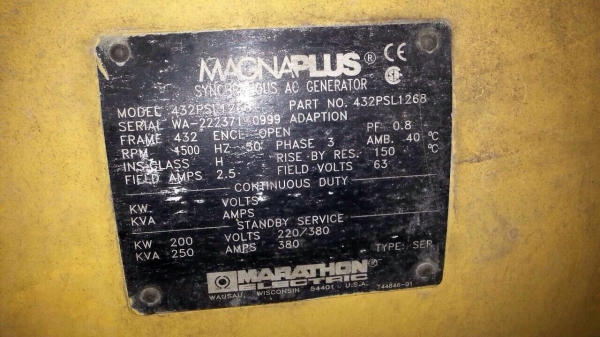 MAGNAPLUS® CE
SYNCHRONOUS AC GENERATOR
MODEL 432PSL1268 PART NO. 432PSL1268
SERIAL WA-222371-0999 ADAPTION
FRAME 432 ENCL OPEN PF 0.8
RPM 1500 HZ 50 PHASE 3 AMB. 40 °C
INS CLASS H RISE BY RES. 150 °C
FIELD AMPS 2.5 FIELD VOLTS 63
CONTINUOUS DUTY
KW. VOLTS
KVA AMPS
STANDBY SERVICE
KW 200 VOLTS 220/380
KVA 250 AMPS 380 TYPE: SER
MARATHON®
ELECTRIC
WAUSAU, WISCONSIN 54401 U.S.A. 744846-01